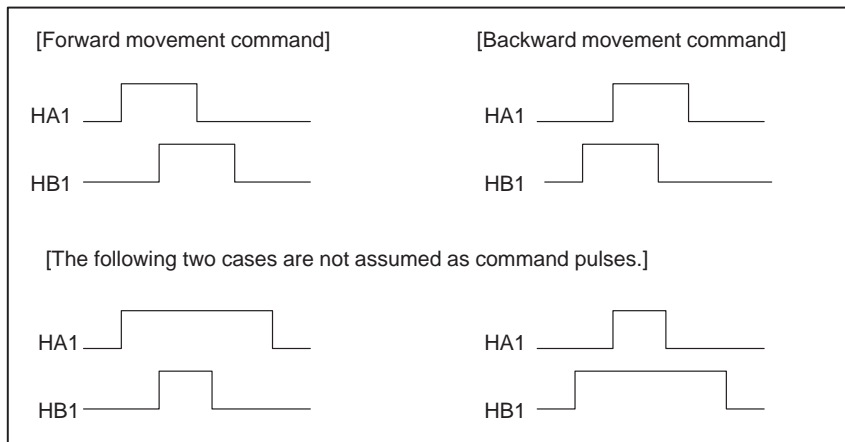 [Forward movement command] [Backward movement command]
HA1 HA1
HB1 HB1
[The following two cases are not assumed as command pulses.]
HA1 HA1
HB1 HB1